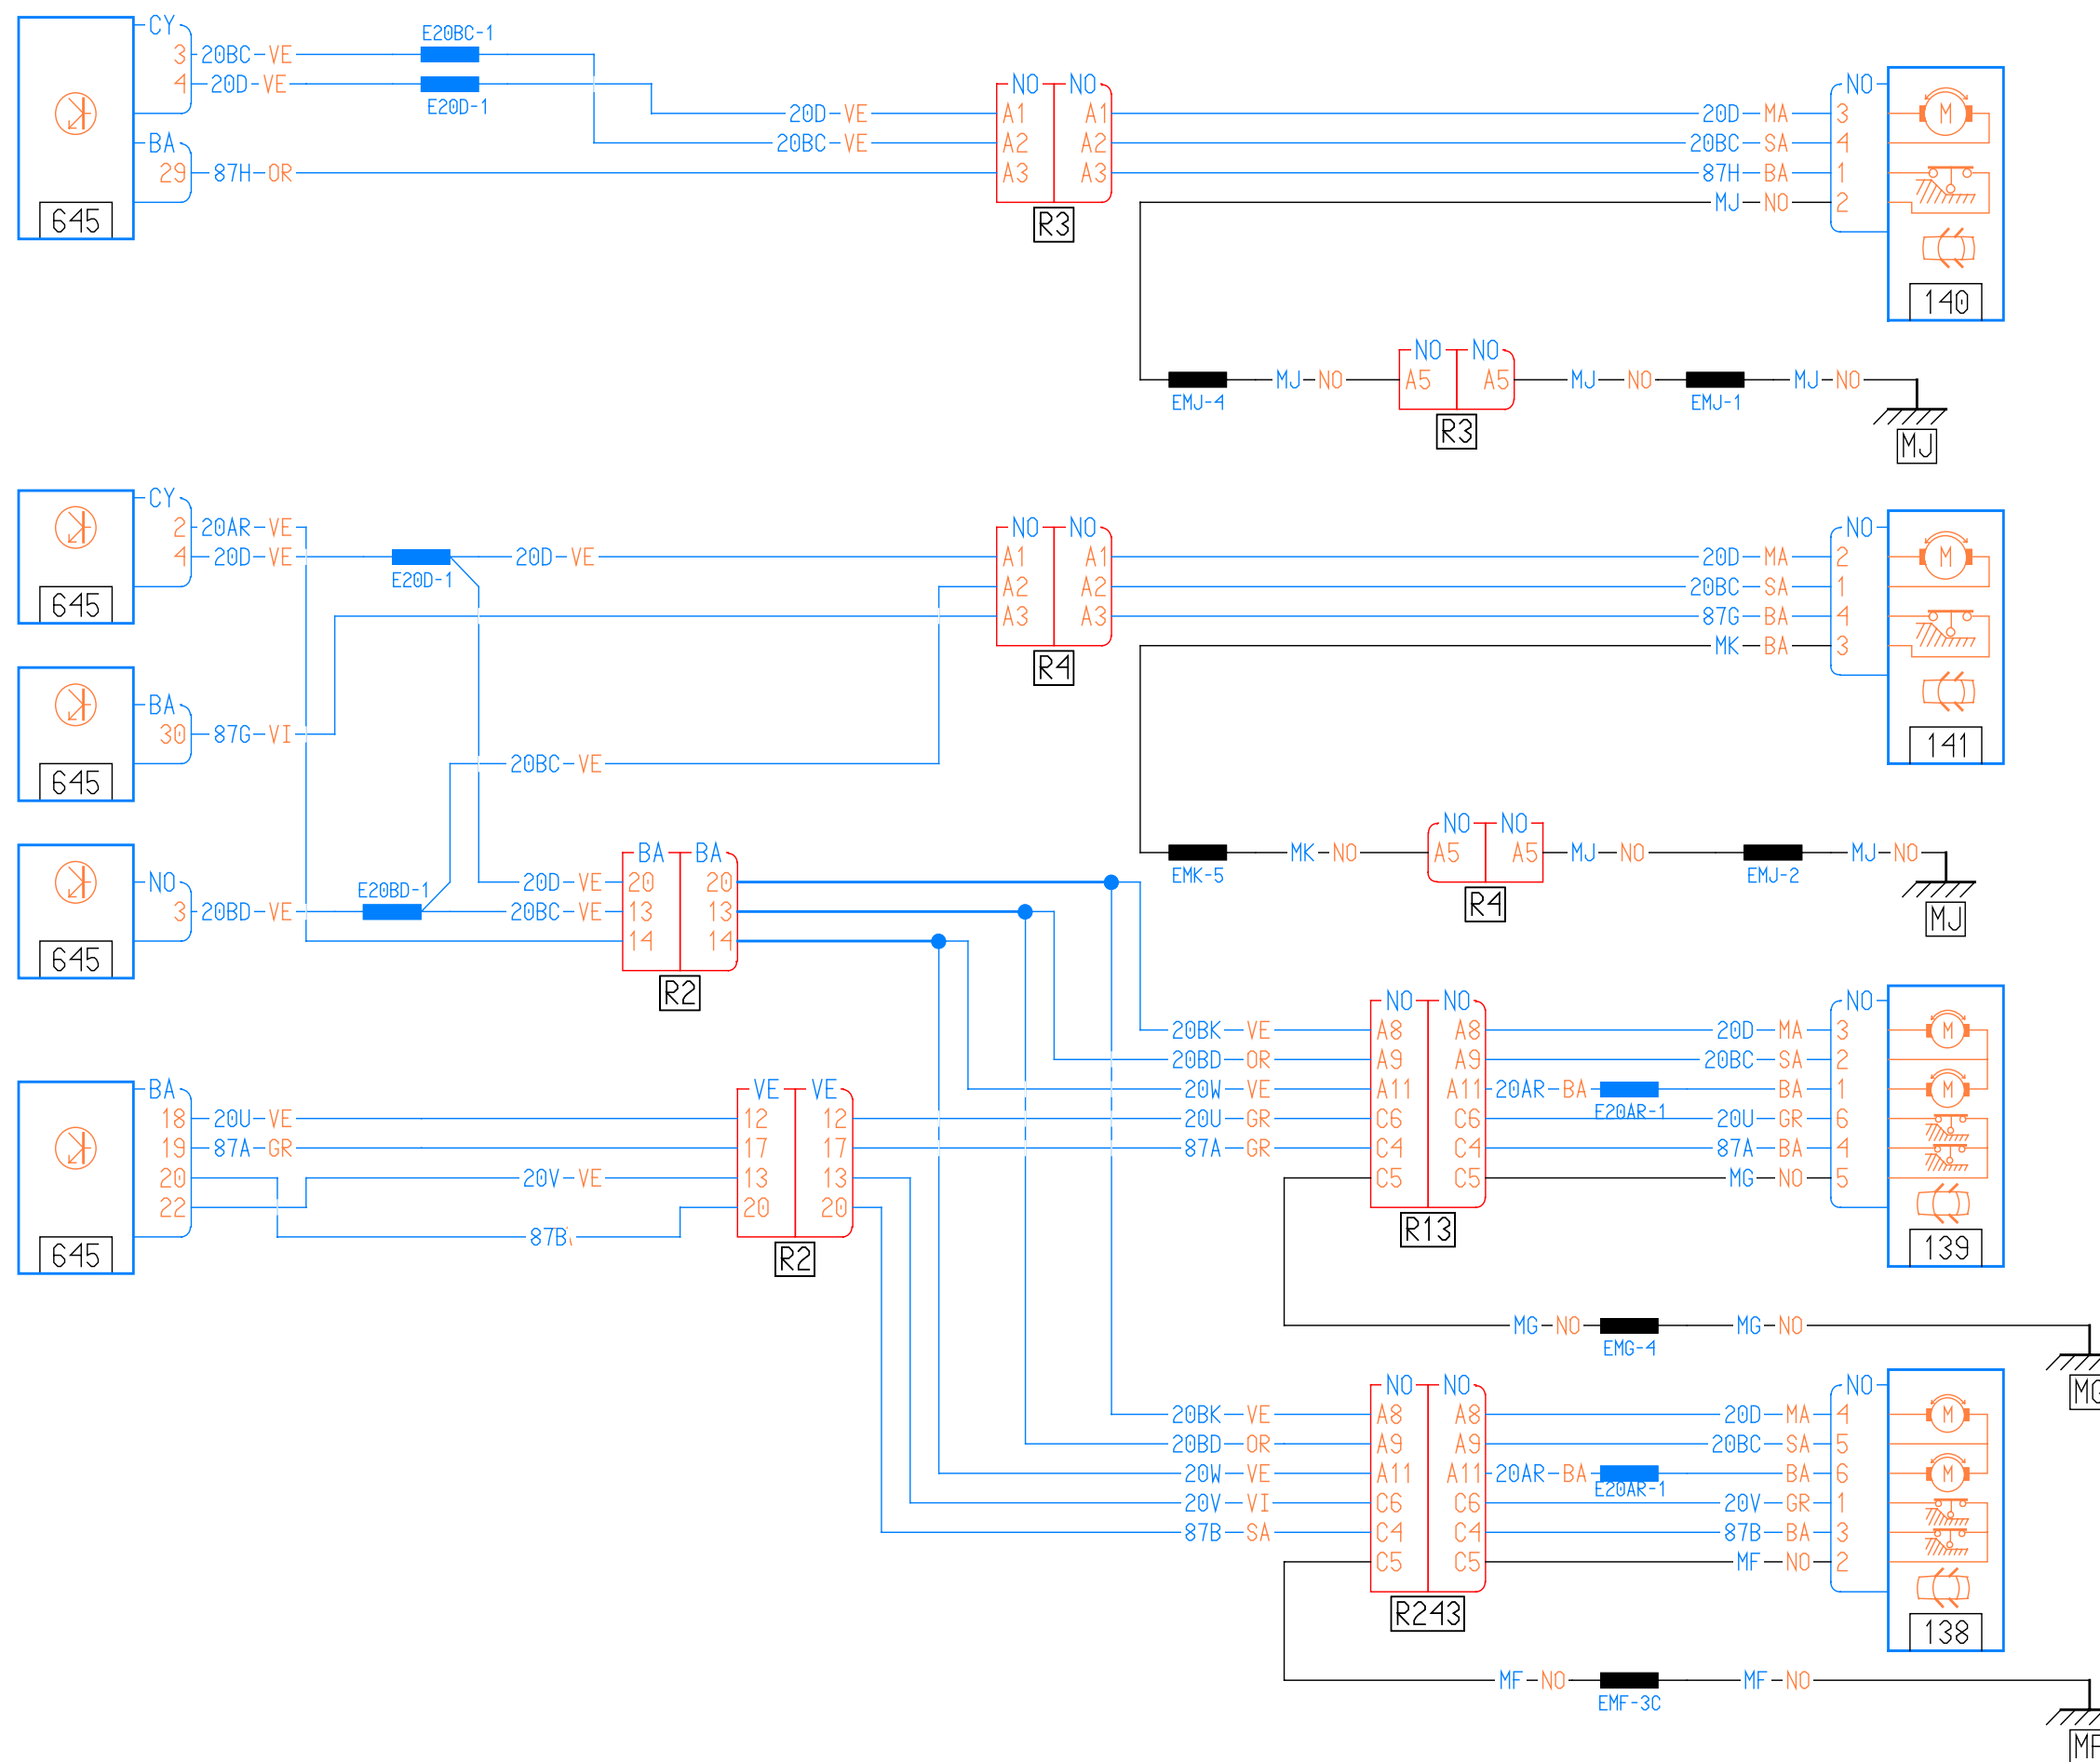 CY E20BC-1
3 20BC-VE
4 20D-VE NO NO NO
E20D-1
20D-VE A1 A1 20D-MA 3 M
BA 20BC-VE A2 A2 20BC-SA 4
29 87H-OR A3 A3 87H-BA 1
MJ-NO 2
645 R3
140
NO NO
MJ-NO A5 A5 MJ-NO MJ-NO
EMJ-4 EMJ-1
R3 MJ
CY
2 20AR-VE NO NO NO
4 20D-VE 20D-VE A1 A1 20D-MA 2 M
E20D-1 A2 A2 20BC-SA 1
645 A3 A3 87G-BA 4
MK-BA 3
R4
BA
30 87G-VI 141
20BC-VE
645
NO NO
BA BA MK-NO A5 A5 MJ-NO MJ-NO
NO E20BD-1 20D-VE 20 20 EMK-5 EMJ-2
3 20BD-VE 20BC-VE 13 13 R4 MJ
14 14
645
R2 NO NO NO
20BK-VE A8 A8 20D-MA 3 M
20BD-OR A9 A9 20BC-SA 2
BA VE VE 20W-VE A11 A11 20AR-BA BA 1 M
E20AR-1
18 20U-VE 12 12 20U-GR C6 C6 20U-GR 6
19 87A-GR 17 17 87A-GR C4 C4 87A-BA 4
20 20V-VE 13 13 C5 C5 MG-NO 5
22 20 20
645 87B R2 R13 139
MG-NO MG-NO
EMG-4
NO NO NO
20BK-VE A8 A8 20D-MA 4 M
20BD-OR A9 A9 20BC-SA 5
20W-VE A11 A11 20AR-BA BA 6 M
E20AR-1
20V-VI C6 C6 20V-GR 1
87B-SA C4 C4 87B-BA 3
C5 C5 MF-NO 2
R243 138
MF-NO MF-NO
EMF-3C